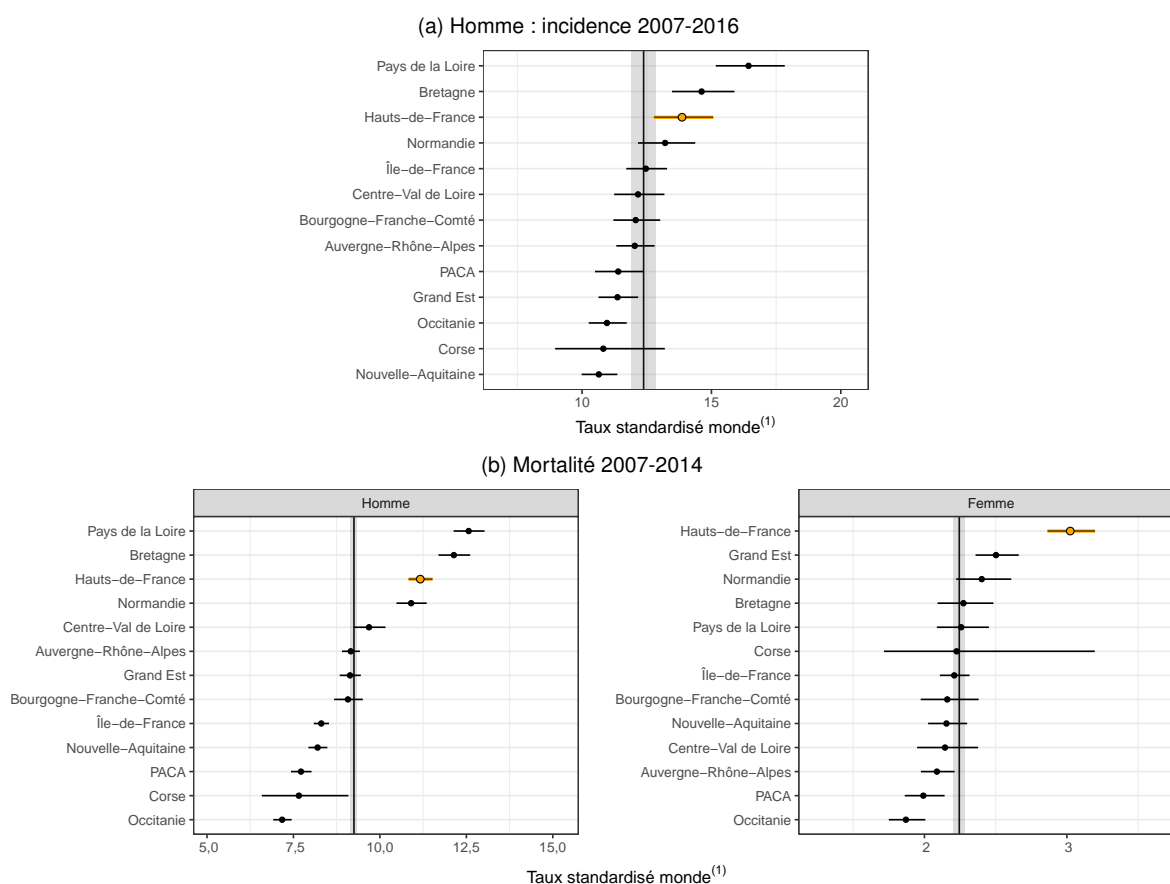 (a) Homme : incidence 2007-2016
Pays de la Loire
Bretagne
Hauts−de−France
Normandie
Île−de−France
Centre−Val de Loire
Bourgogne−Franche−Comté
Auvergne−Rhône−Alpes
PACA
Grand Est
Occitanie
Corse
Nouvelle−Aquitaine
10 15 20
Taux standardisé monde(1)
(b) Mortalité 2007-2014
Homme
Pays de la Loire
Bretagne
Hauts−de−France
Normandie
Centre−Val de Loire
Auvergne−Rhône−Alpes
Grand Est
Bourgogne−Franche−Comté
Île−de−France
Nouvelle−Aquitaine
PACA
Corse
Occitanie
5,0 7,5 10,0 12,5 15,0
Femme
Hauts−de−France
Grand Est
Normandie
Bretagne
Pays de la Loire
Corse
Île−de−France
Bourgogne−Franche−Comté
Nouvelle−Aquitaine
Centre−Val de Loire
Auvergne−Rhône−Alpes
PACA
Occitanie
2 3
Taux standardisé monde(1)